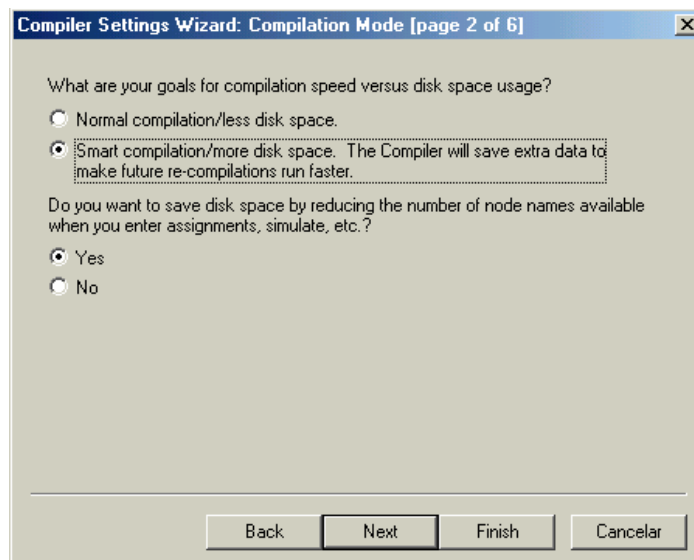 Compiler Settings Wizard: Compilation Mode [page 2 of 6]
What are your goals for compilation speed versus disk space usage?
Normal compilation/less disk space.
Smart compilation/more disk space. The Compiler will save extra data to
make future re-compilations run faster.
Do you want to save disk space by reducing the number of node names available
when you enter assignments, simulate, etc.?
Yes
No
Back Next Finish Cancelar